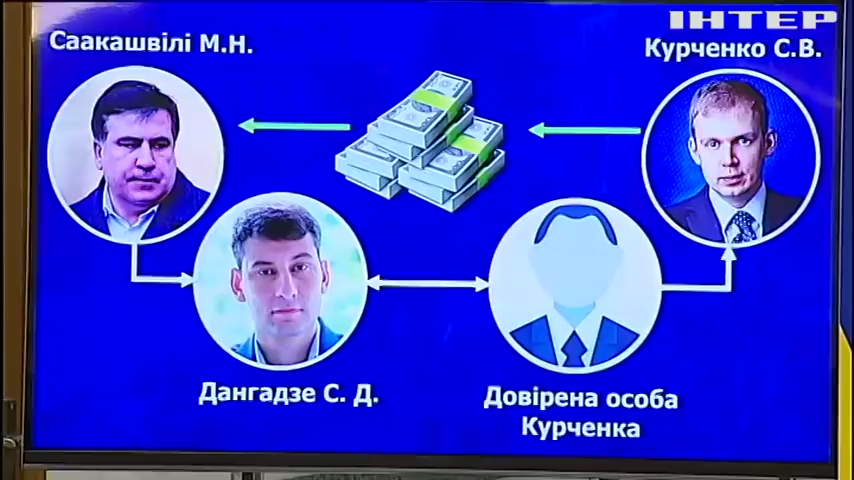 ІНТЕР
Саакашвілі М.Н.
Курченко С.В.
Дангадзе С. Д.
Довірена особа
Курченка